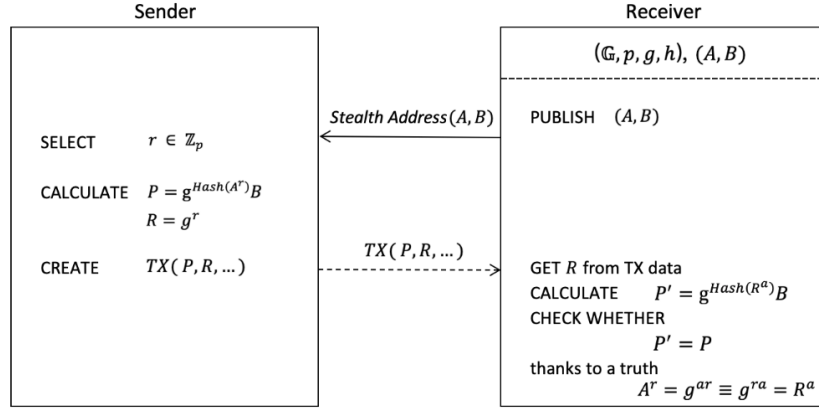 Sender
Receiver
(𝔾, p, g, h), (A, B)
Stealth Address(A, B)
PUBLISH (A, B)
SELECT r ∈ ℤₚ
CALCULATE P = g^{Hash(A^r)}B
R = g^r
CREATE TX( P, R, ...)
TX( P, R, ...)
GET R from TX data
CALCULATE P′ = g^{Hash(R^a)}B
CHECK WHETHER
P′ = P
thanks to a truth
A^r = g^{ar} ≡ g^{ra} = R^a